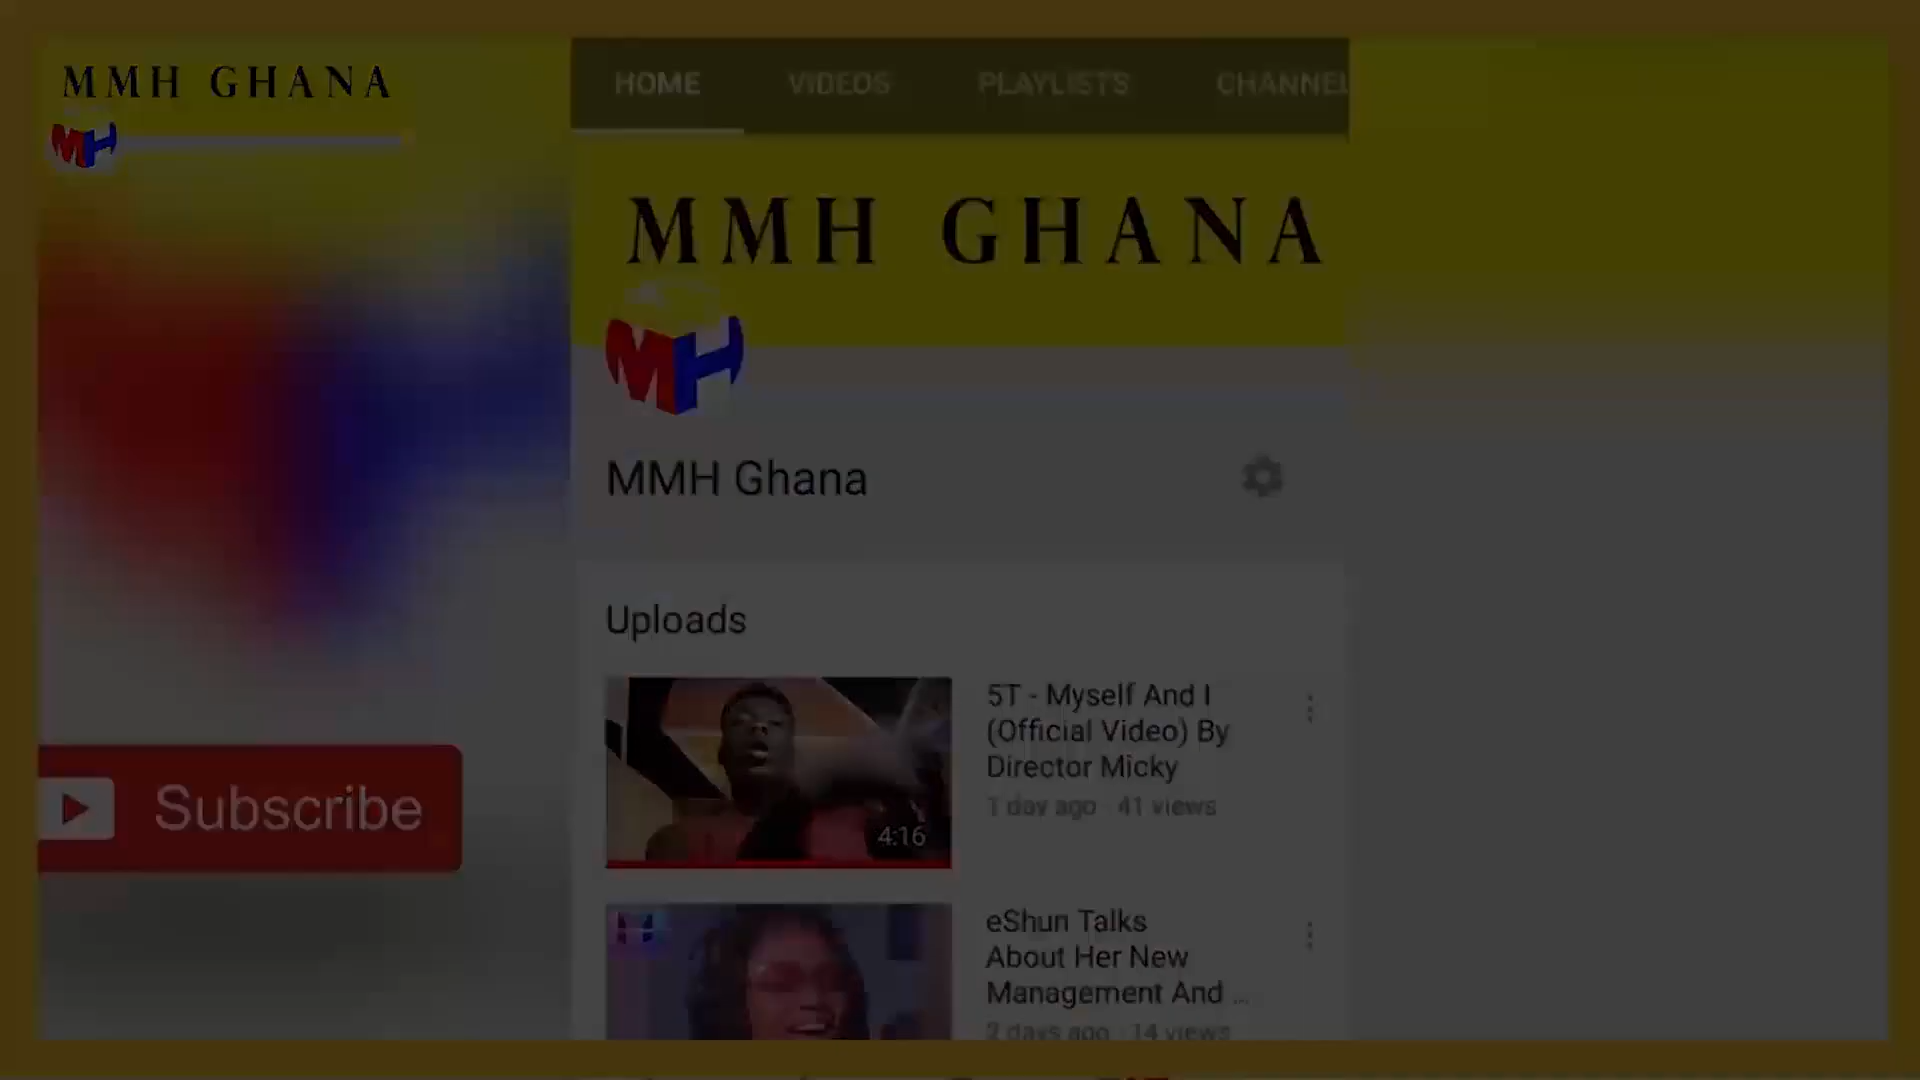 MMH GHANA
MH
HOME VIDEOS PLAYLISTS CHANNEL
MMH GHANA
MH
MMH Ghana
Uploads
5T - Myself And I
(Official Video) By
Director Micky
1 day ago · 41 views
4:16
Subscribe
eShun Talks
About Her New
Management And ...
2 days ago · 14 views
H